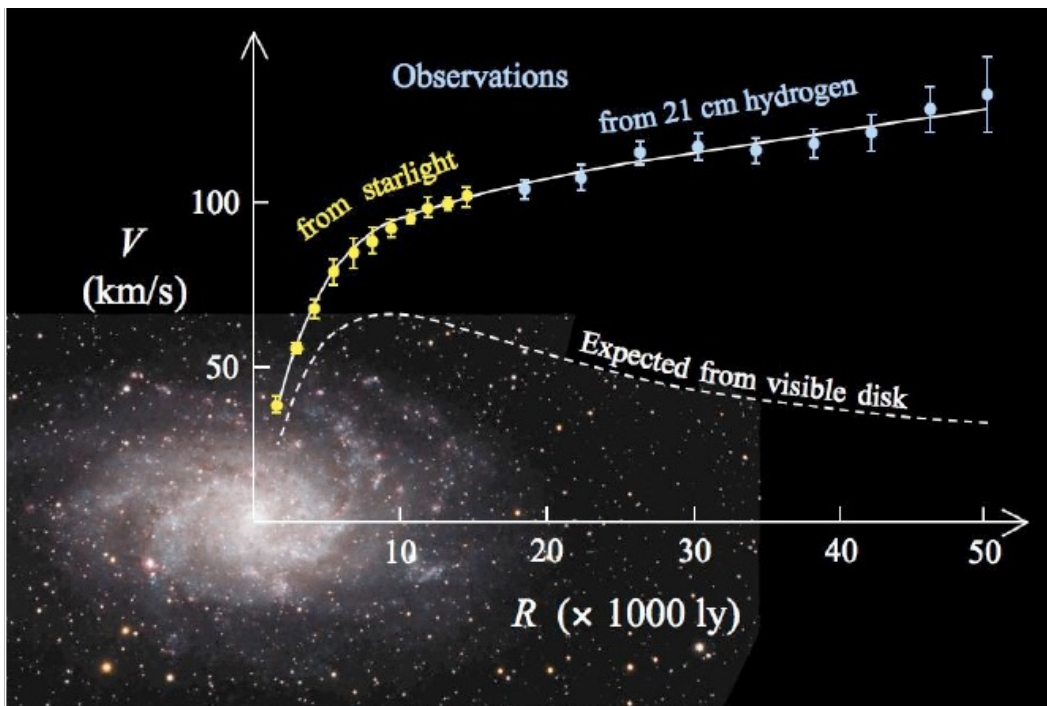 Observations
from 21 cm hydrogen
from starlight
100
V
(km/s)
50
Expected from visible disk
10
20
30
40
50
R (× 1000 ly)